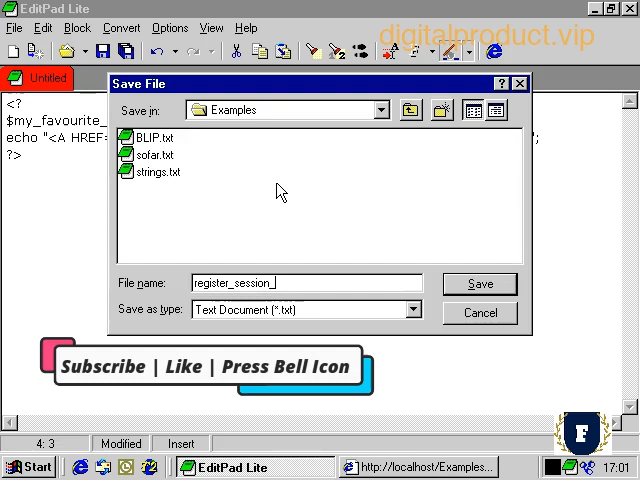 EditPad Lite
digitalproduct.vip
File Edit Block Convert Options View Help
Untitled
Save File
Save in: Examples
<?
$my_favourite_
echo "<A HREF= ";
?>
BLIP.txt
sofar.txt
strings.txt
File name: register_session_
Save
Save as type: Text Document (*.txt)
Cancel
Subscribe | Like | Press Bell Icon
F
4: 3 Modified Insert
Start EditPad Lite http://localhost/Examples... 17:01